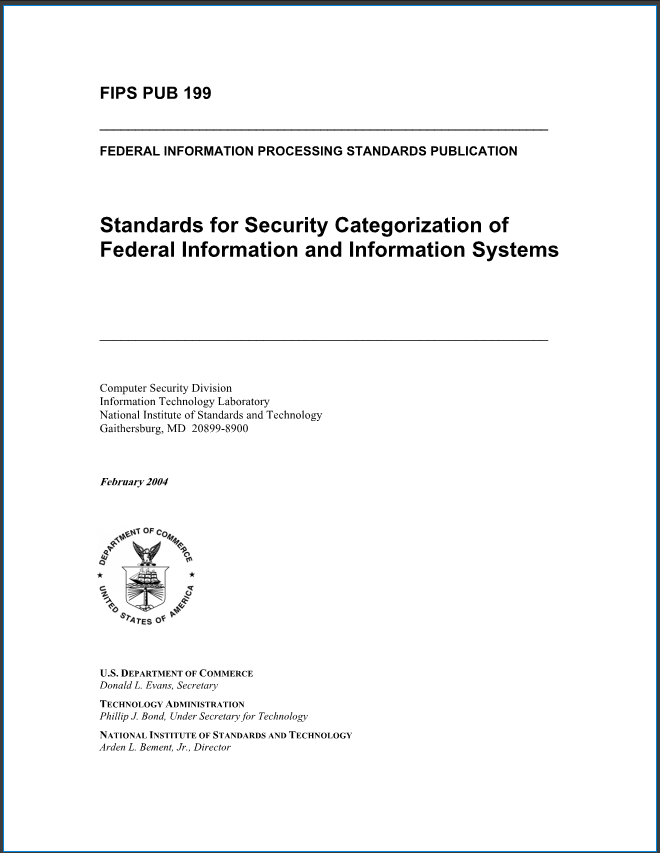 FIPS PUB 199
FEDERAL INFORMATION PROCESSING STANDARDS PUBLICATION
Standards for Security Categorization of
Federal Information and Information Systems
Computer Security Division
Information Technology Laboratory
National Institute of Standards and Technology
Gaithersburg, MD  20899-8900
February 2004
DEPARTMENT OF COMMERCE
UNITED STATES OF AMERICA
U.S. DEPARTMENT OF COMMERCE
Donald L. Evans, Secretary
TECHNOLOGY ADMINISTRATION
Phillip J. Bond, Under Secretary for Technology
NATIONAL INSTITUTE OF STANDARDS AND TECHNOLOGY
Arden L. Bement, Jr., Director